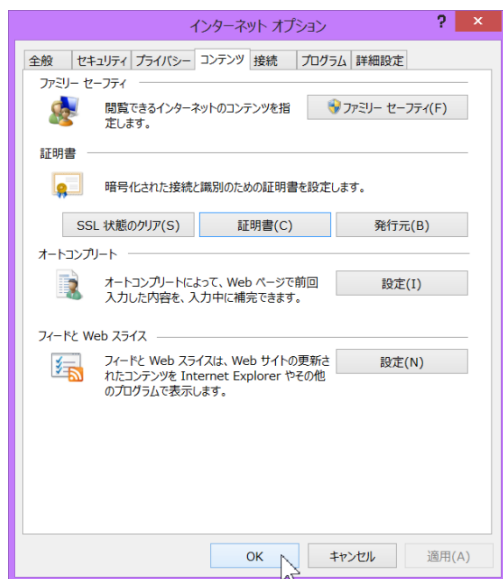 インターネット オプション
?
×
全般 セキュリティ プライバシー コンテンツ 接続 プログラム 詳細設定
ファミリー セーフティ
閲覧できるインターネットのコンテンツを指
定します。
ファミリー セーフティ(F)
証明書
暗号化された接続と識別のための証明書を設定します。
SSL 状態のクリア(S) 証明書(C) 発行元(B)
オートコンプリート
オートコンプリートによって、Web ページで前回
入力した内容を、入力中に補完できます。
設定(I)
フィードと Web スライス
フィードと Web スライスは、Web サイトの更新さ
れたコンテンツを Internet Explorer やその他
のプログラムで表示します。
設定(N)
OK キャンセル 適用(A)